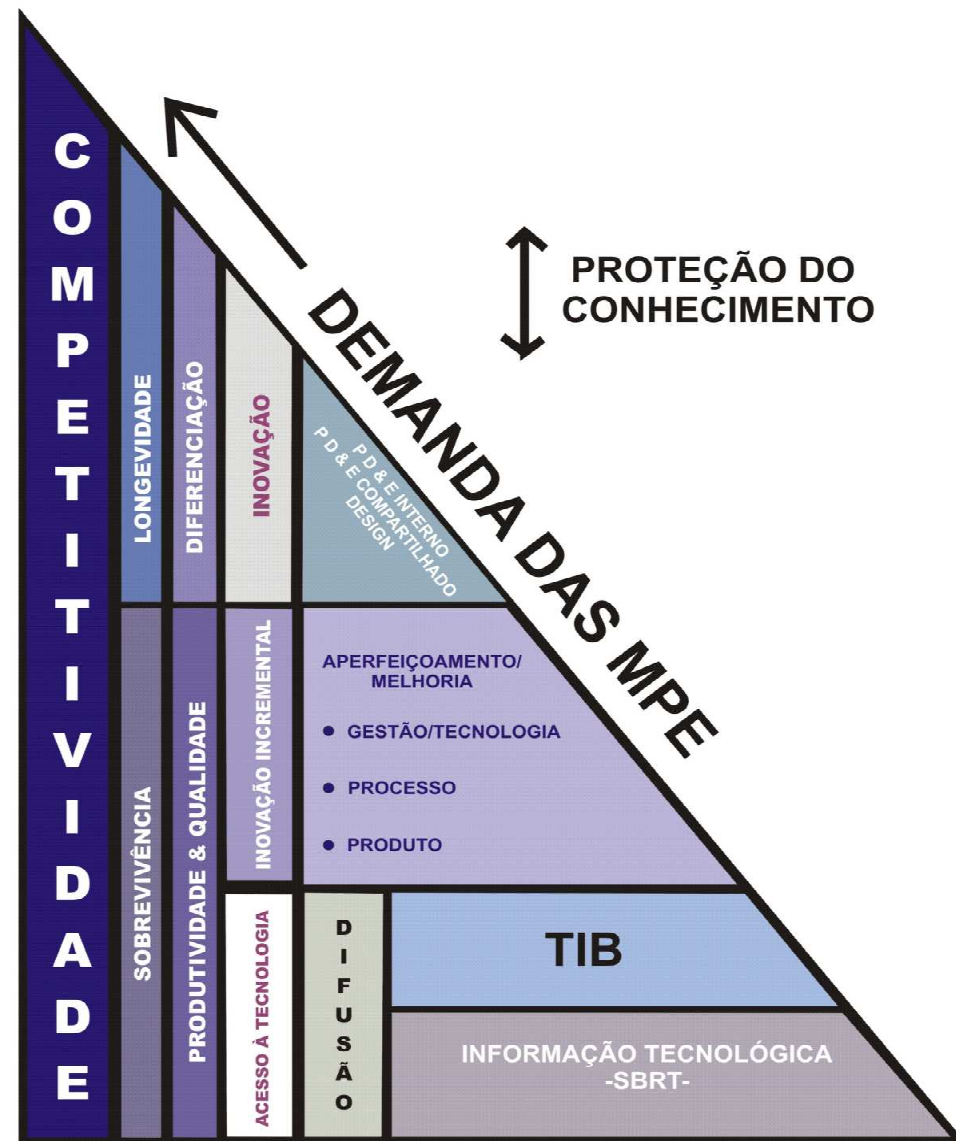 COMPETITIVIDADE
LONGEVIDADE
DIFERENCIAÇÃO
INOVAÇÃO
P D & E INTERNO
P D & E COMPARTILHADO
DESIGN
DEMANDA DAS MPE
PROTEÇÃO DO
CONHECIMENTO
SOBREVIVÊNCIA
PRODUTIVIDADE & QUALIDADE
INOVAÇÃO INCREMENTAL
APERFEIÇOAMENTO/
MELHORIA
• GESTÃO/TECNOLOGIA
• PROCESSO
• PRODUTO
ACESSO À TECNOLOGIA
DIFUSÃO
TIB
INFORMAÇÃO TECNOLÓGICA
-SBRT-